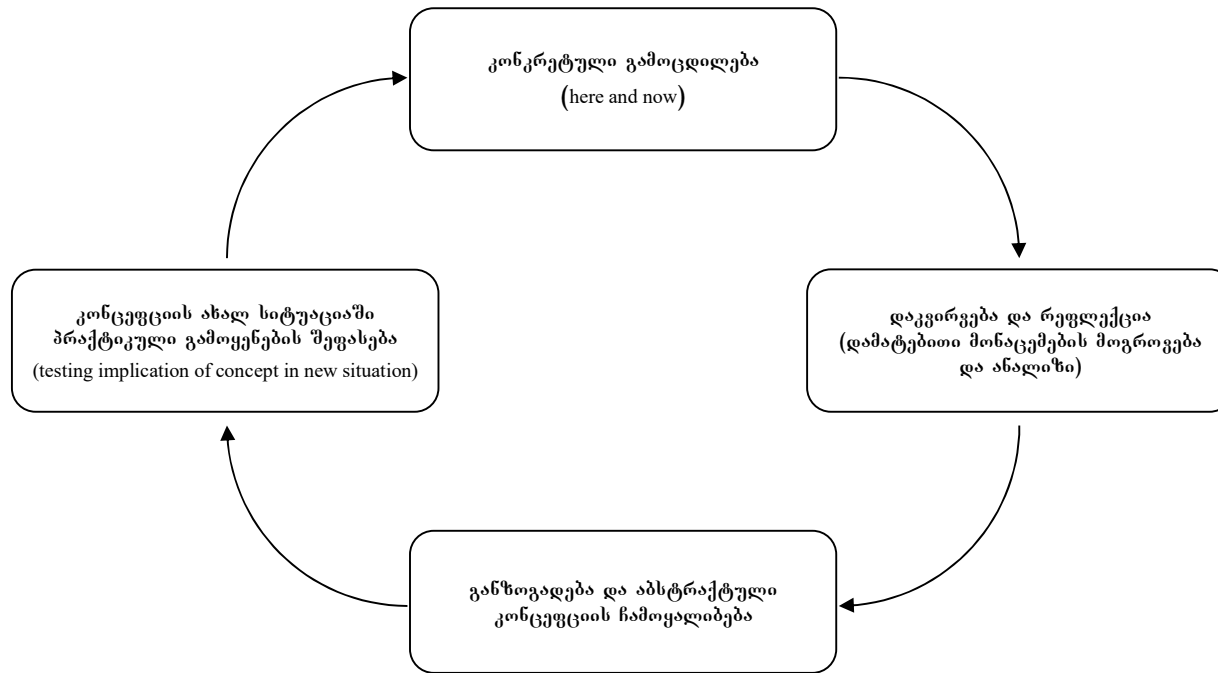 კონკრეტული გამოცდილება
(here and now)
კონცეფციის ახალ სიტუაციაში
პრაქტიკული გამოყენების შეფასება
(testing implication of concept in new situation)
დაკვირვება და რეფლექცია
(დამატებითი მონაცემების მოგროვება
და ანალიზი)
განზოგადება და აბსტრაქტული
კონცეფციის ჩამოყალიბება